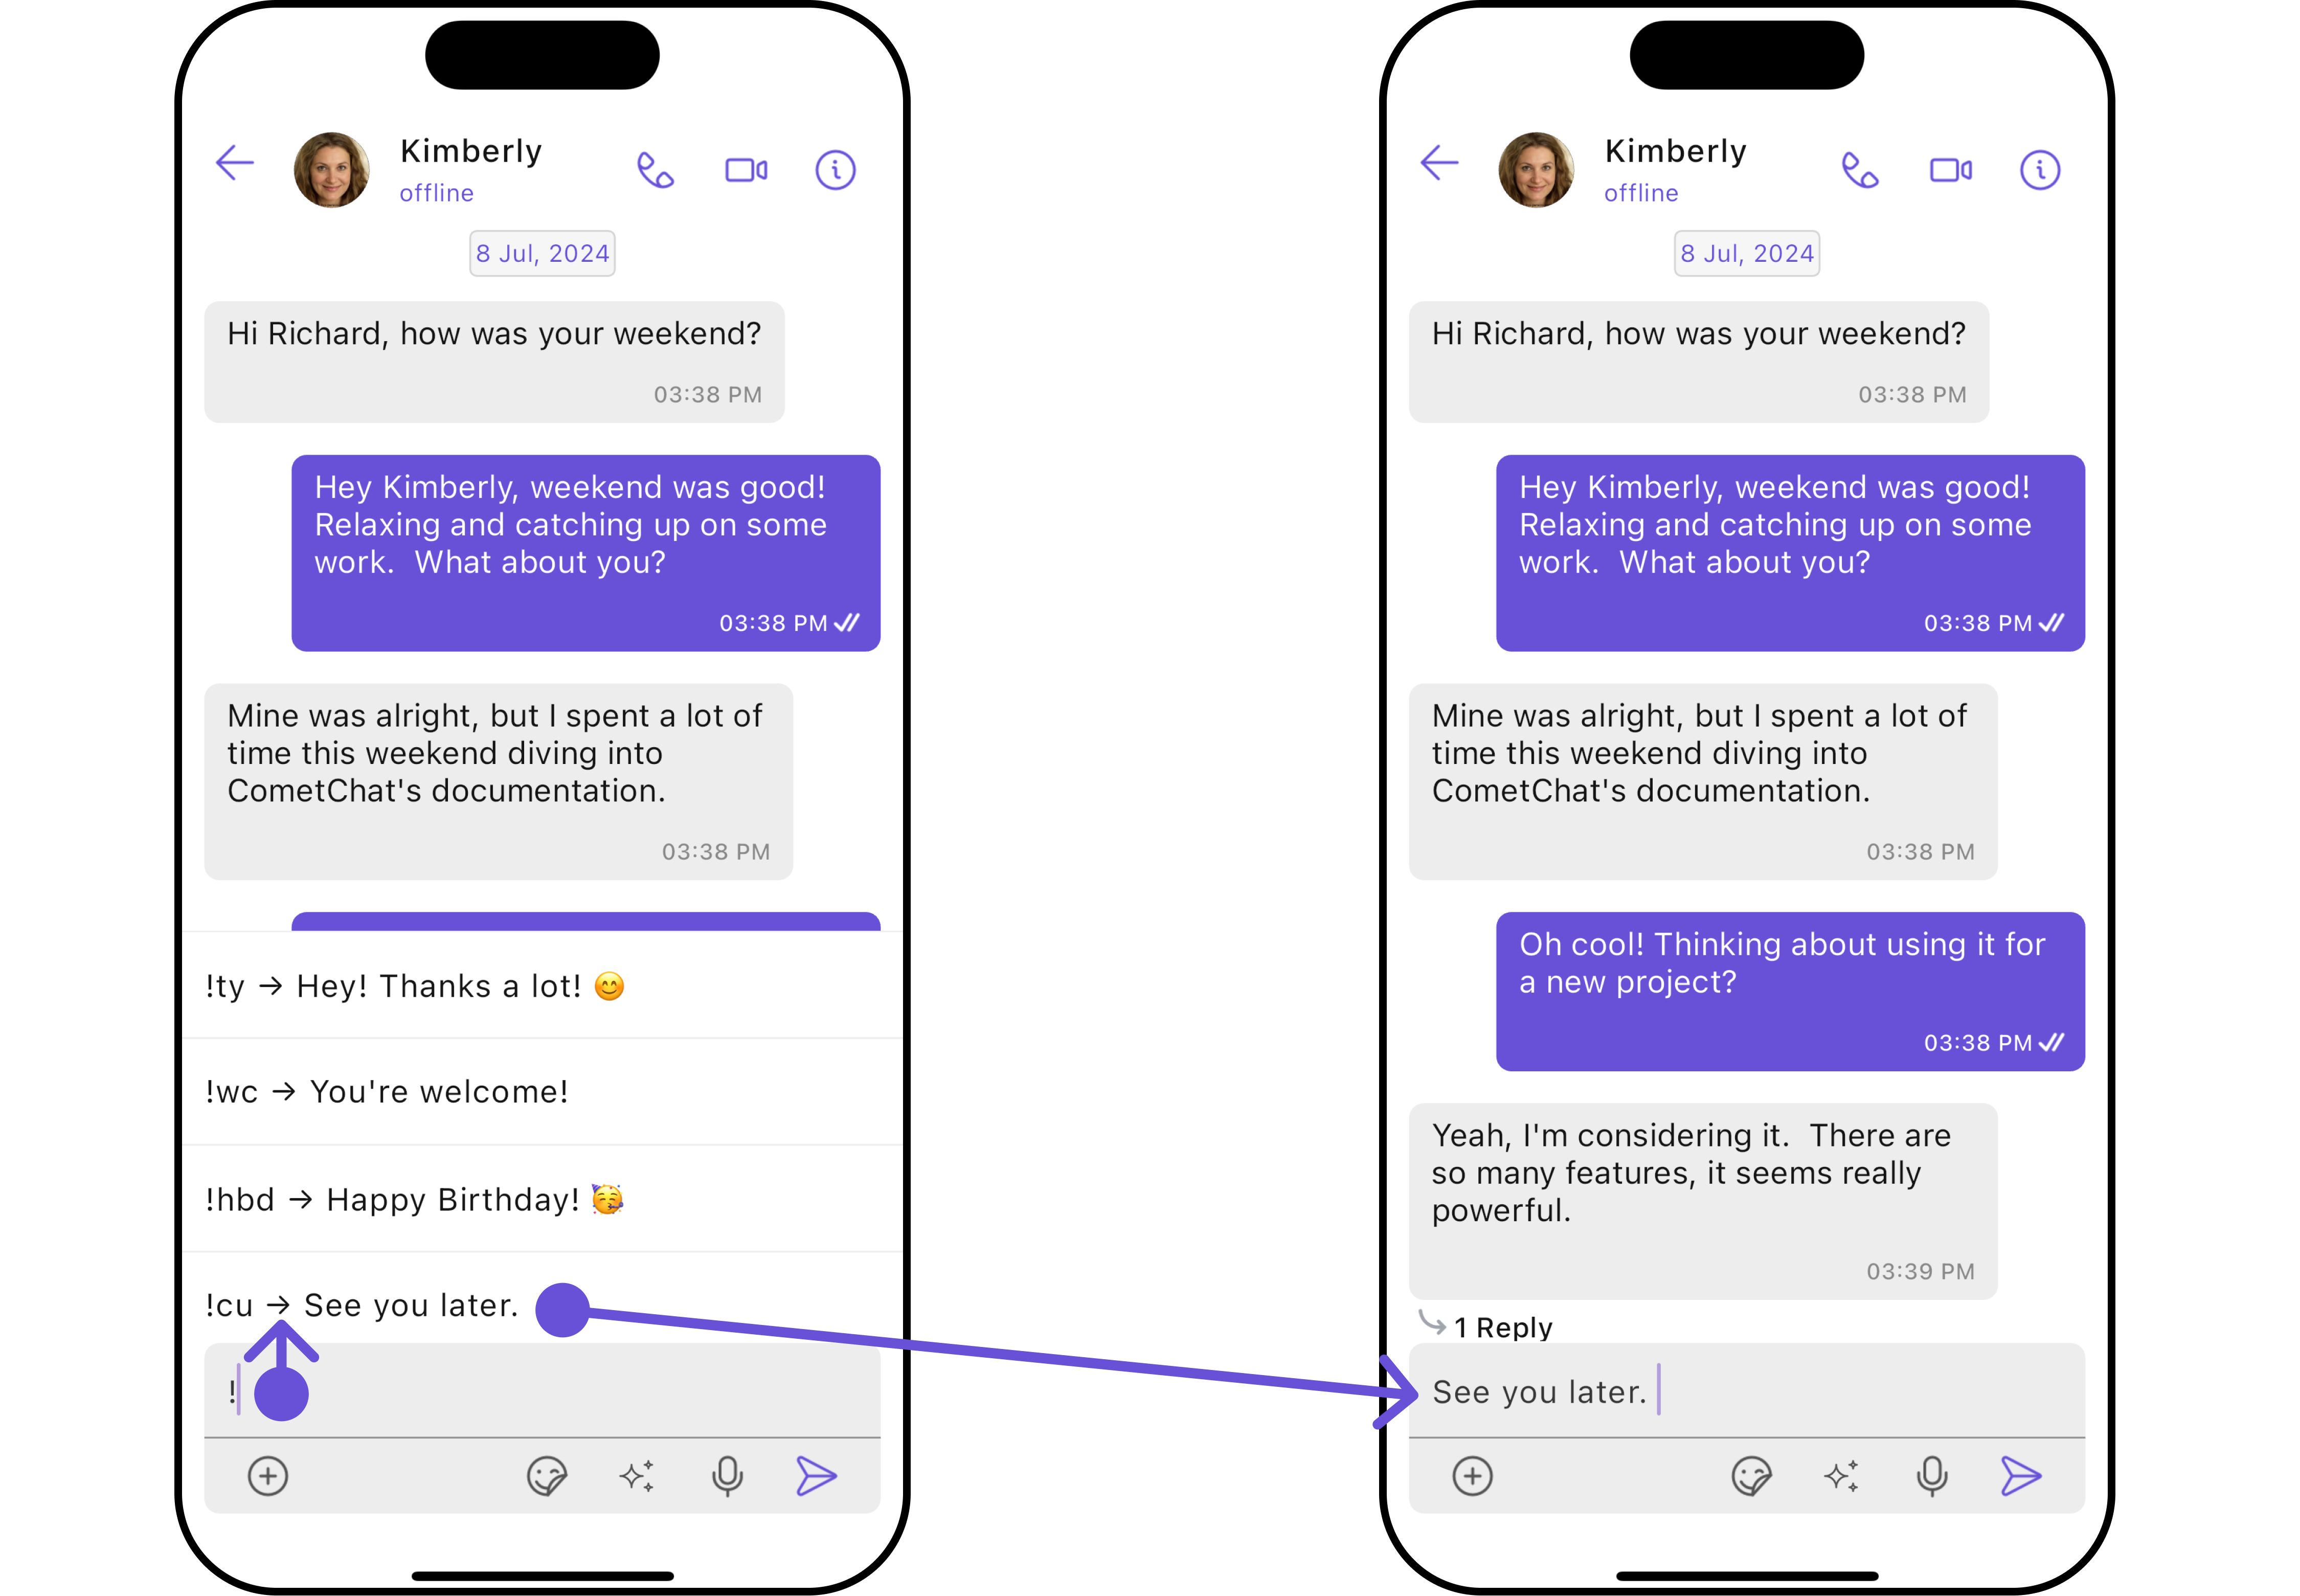 Kimberly
offline
8 Jul, 2024
Hi Richard, how was your weekend?
03:38 PM
Hey Kimberly, weekend was good!
Relaxing and catching up on some
work.  What about you?
03:38 PM
Mine was alright, but I spent a lot of
time this weekend diving into
CometChat's documentation.
03:38 PM
!ty → Hey! Thanks a lot! 😊
!wc → You're welcome!
!hbd → Happy Birthday! 🥳
!cu → See you later.
!
Kimberly
offline
8 Jul, 2024
Hi Richard, how was your weekend?
03:38 PM
Hey Kimberly, weekend was good!
Relaxing and catching up on some
work.  What about you?
03:38 PM
Mine was alright, but I spent a lot of
time this weekend diving into
CometChat's documentation.
03:38 PM
Oh cool! Thinking about using it for
a new project?
03:38 PM
Yeah, I'm considering it.  There are
so many features, it seems really
powerful.
03:39 PM
1 Reply
See you later.